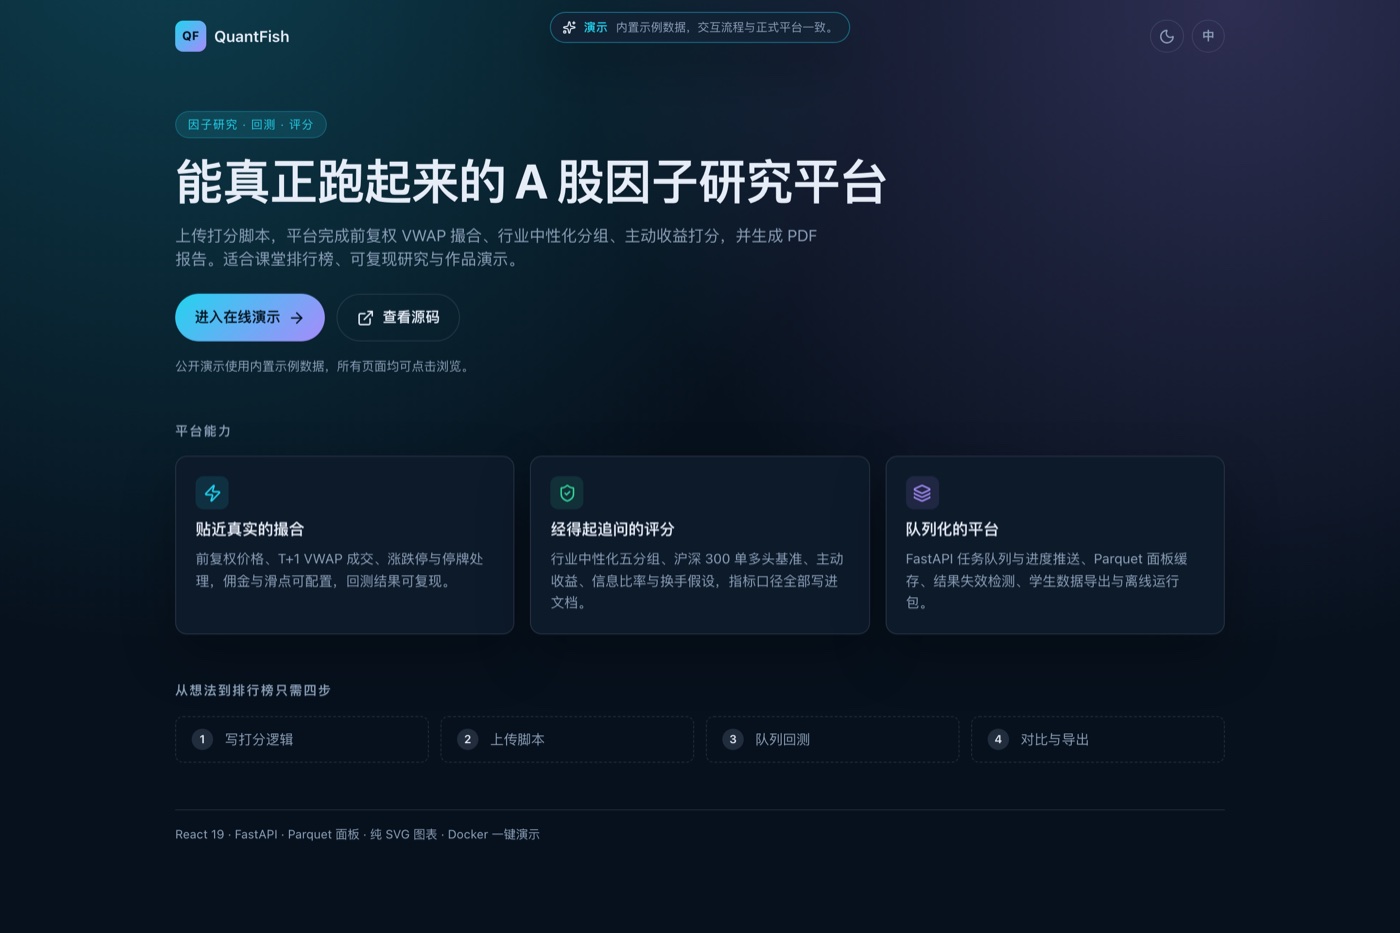 QF QuantFish
演示 内置示例数据，交互流程与正式平台一致。
中
因子研究 · 回测 · 评分
能真正跑起来的 A 股因子研究平台
上传打分脚本，平台完成前复权 VWAP 撮合、行业中性化分组、主动收益打分，并生成 PDF
报告。适合课堂排行榜、可复现研究与作品演示。
进入在线演示 →
查看源码
公开演示使用内置示例数据，所有页面均可点击浏览。
平台能力
贴近真实的撮合
前复权价格、T+1 VWAP 成交、涨跌停与停牌处
理，佣金与滑点可配置，回测结果可复现。
经得起追问的评分
行业中性化五分组、沪深 300 单多头基准、主动
收益、信息比率与换手假设，指标口径全部写进
文档。
队列化的平台
FastAPI 任务队列与进度推送、Parquet 面板缓
存、结果失效检测、学生数据导出与离线运行
包。
从想法到排行榜只需四步
1 写打分逻辑
2 上传脚本
3 队列回测
4 对比与导出
React 19 · FastAPI · Parquet 面板 · 纯 SVG 图表 · Docker 一键演示